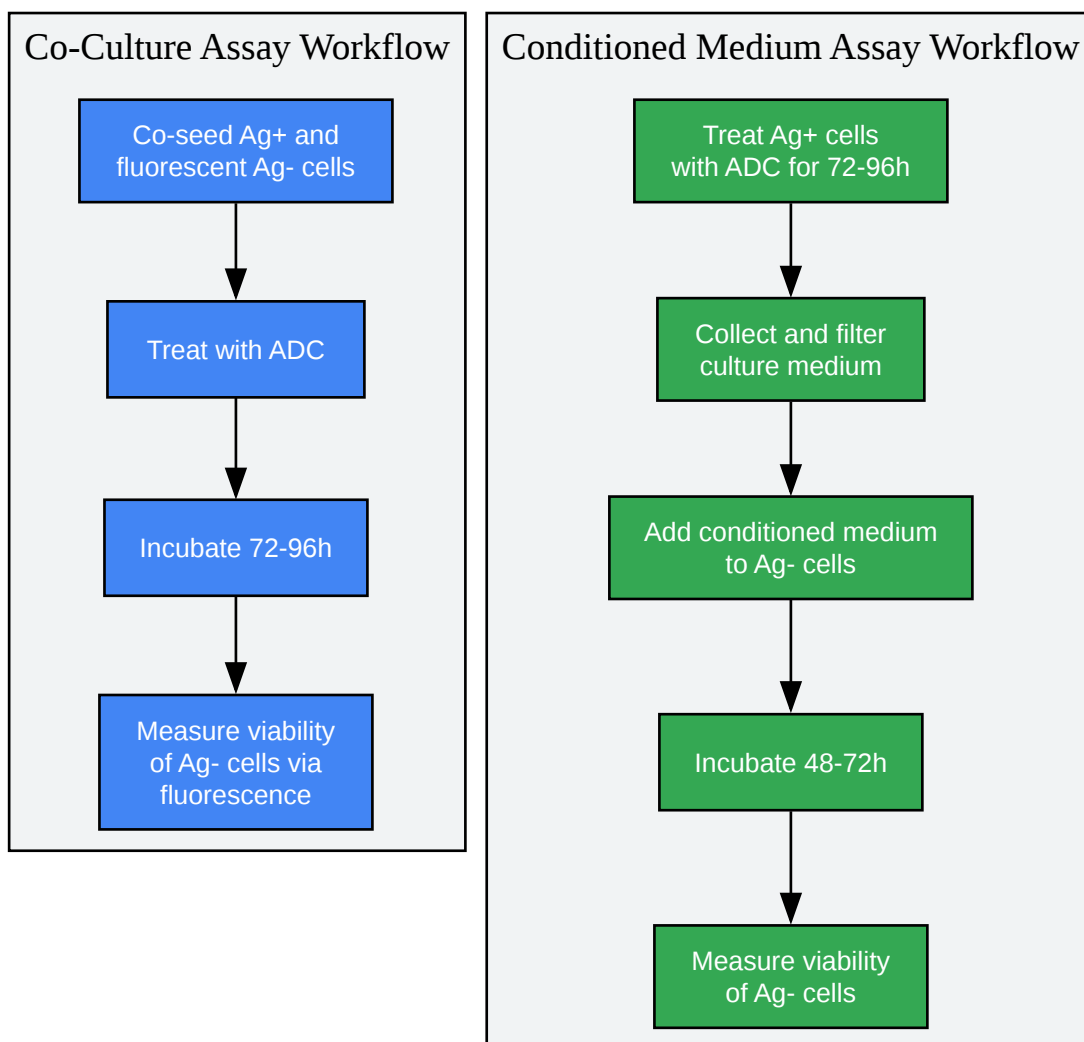 Co-Culture Assay Workflow
Co-seed Ag+ and
fluorescent Ag- cells
Treat with ADC
Incubate 72-96h
Measure viability
of Ag- cells via
fluorescence
Conditioned Medium Assay Workflow
Treat Ag+ cells
with ADC for 72-96h
Collect and filter
culture medium
Add conditioned medium
to Ag- cells
Incubate 48-72h
Measure viability
of Ag- cells